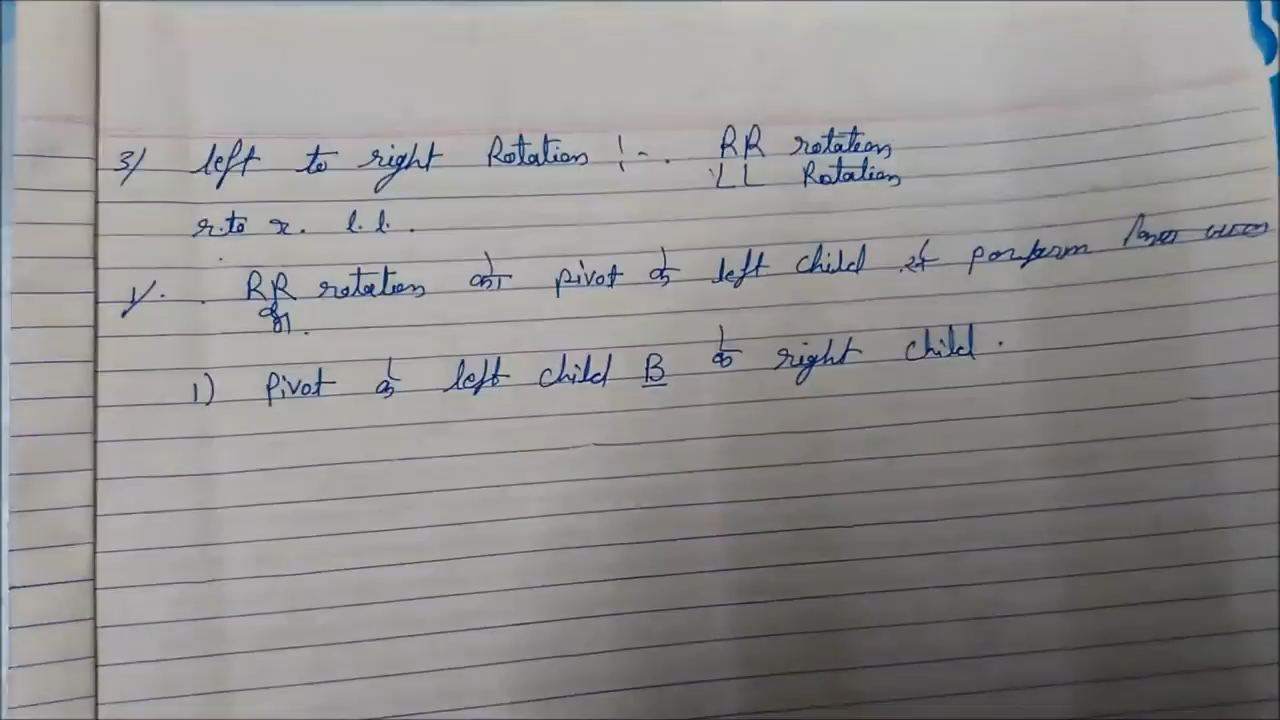 3) left to right Rotation :-. RR rotation
LL Rotation
r.to r. l.l.
1). RR rotation pivot के left child perform
1) Pivot के left child B के right child.